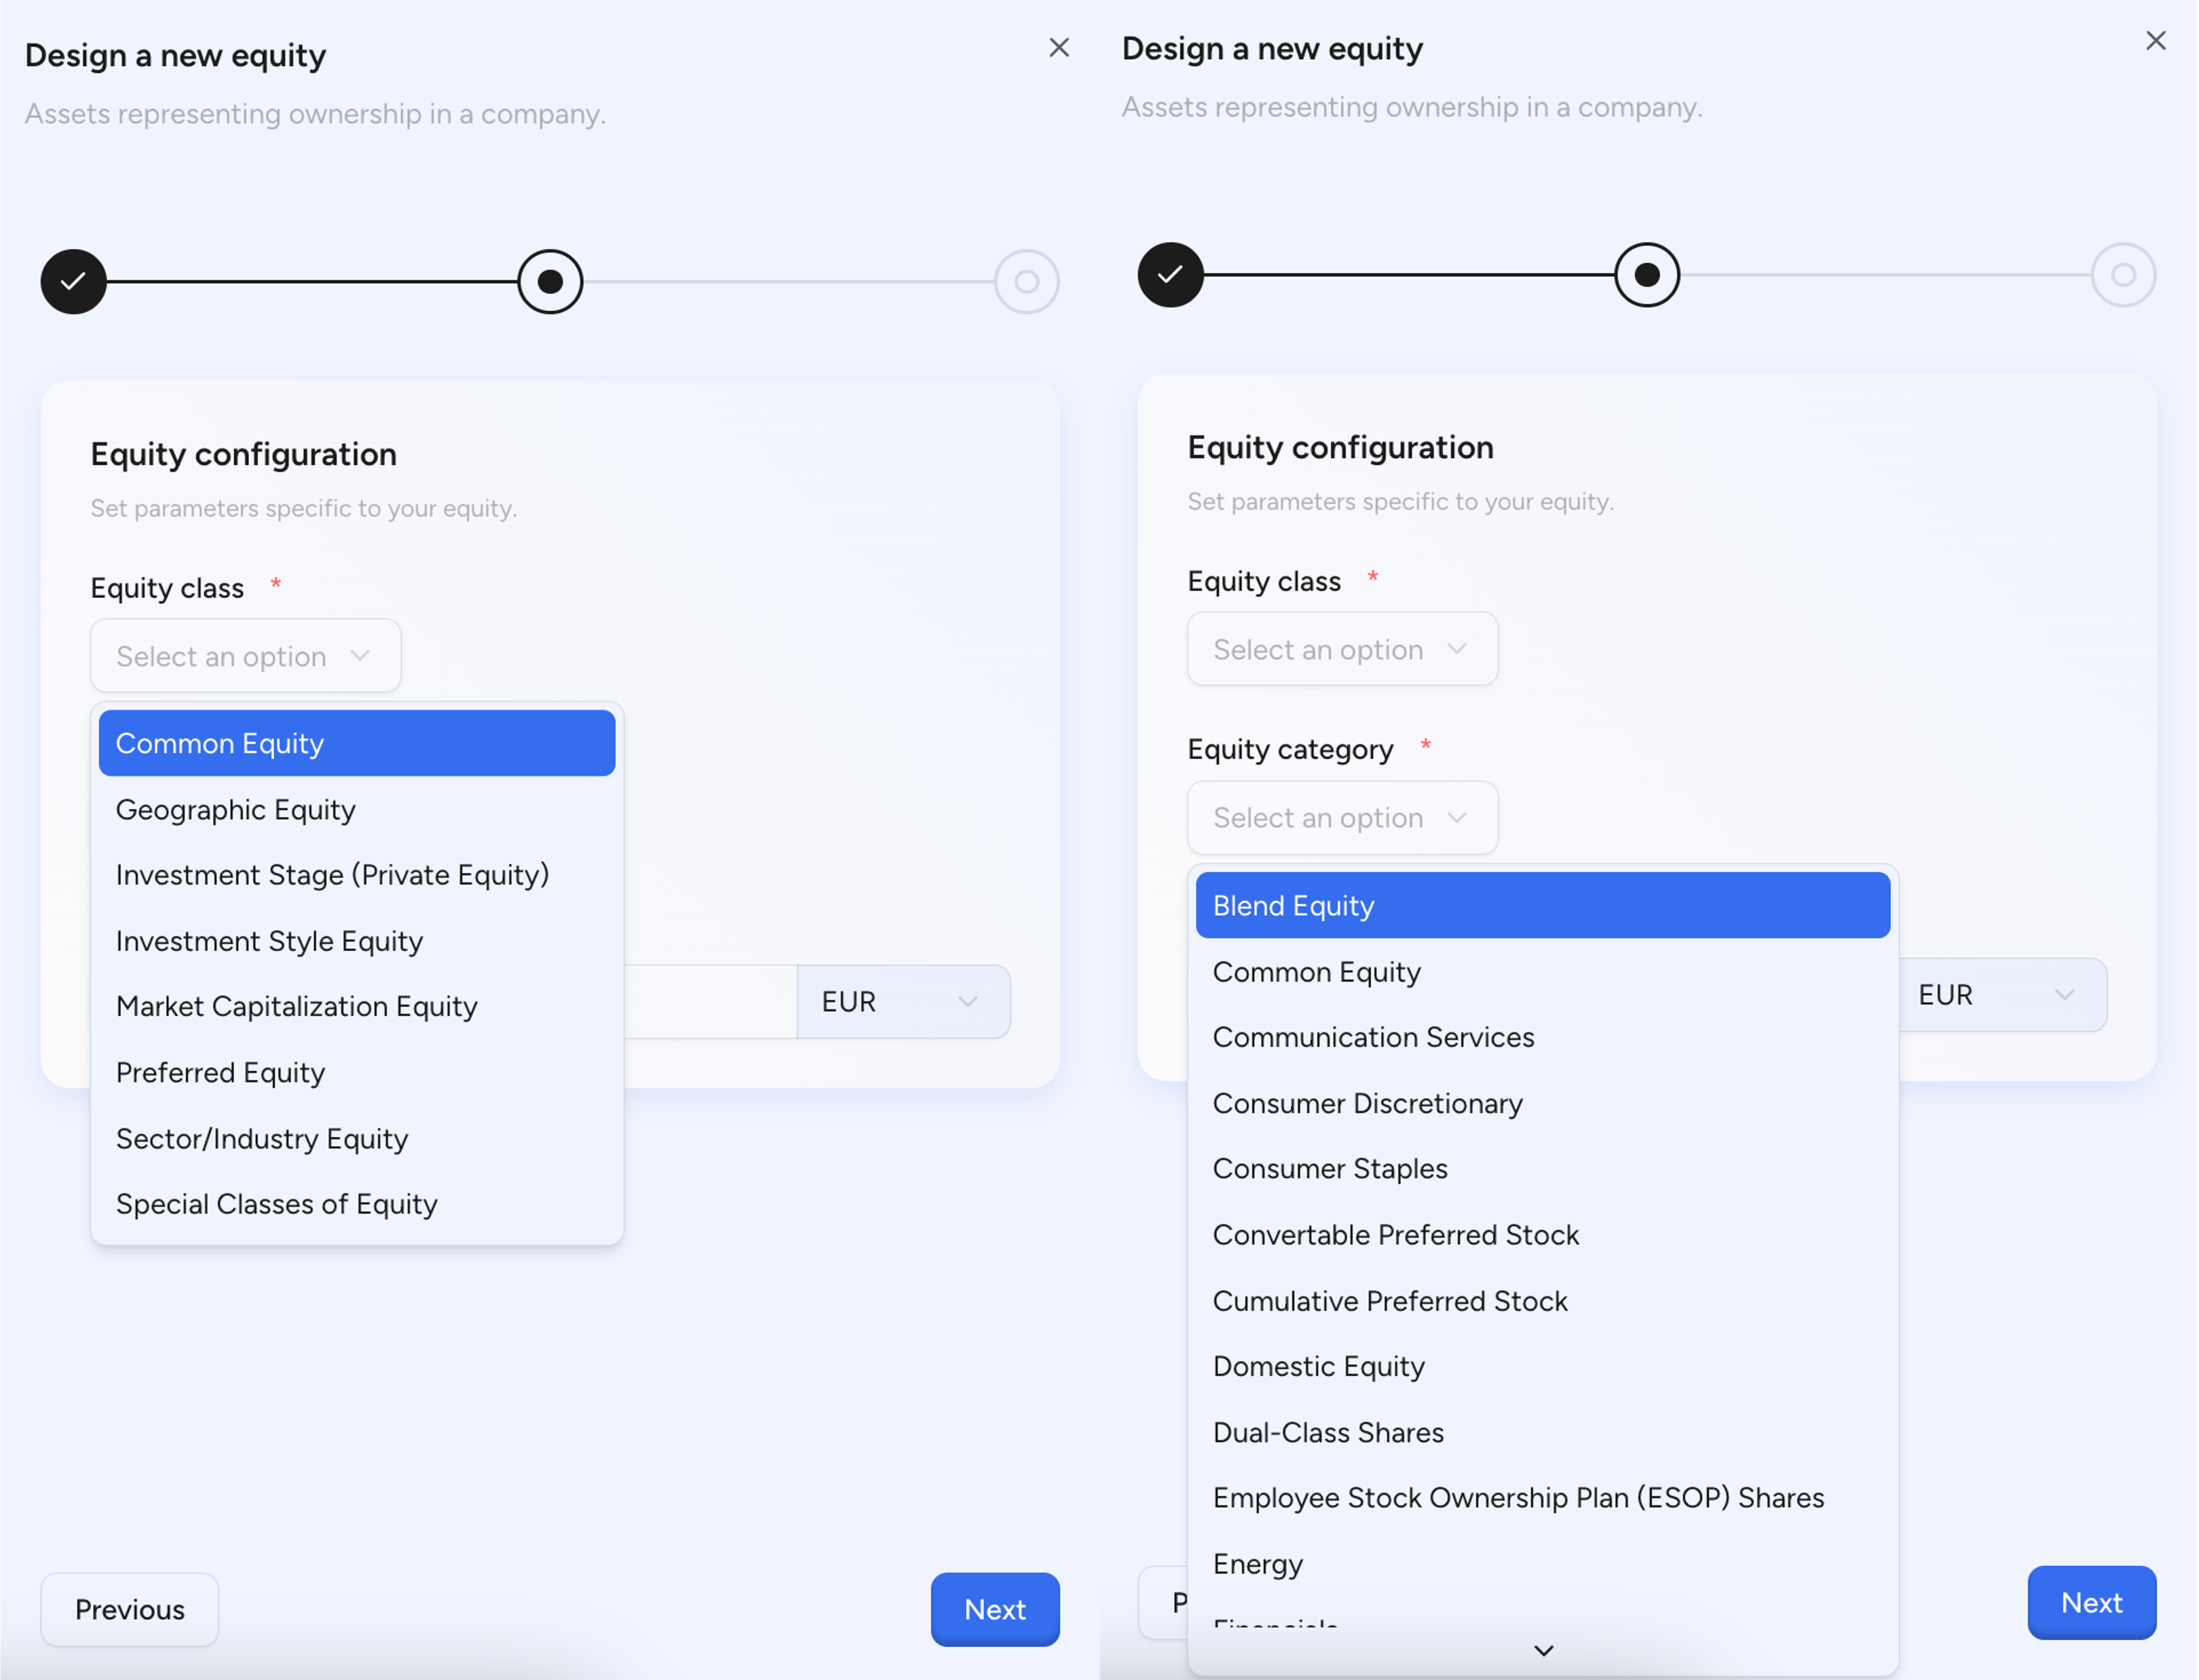 Design a new equity
Assets representing ownership in a company.
Equity configuration
Set parameters specific to your equity.
Equity class *
Select an option
Common Equity
Geographic Equity
Investment Stage (Private Equity)
Investment Style Equity
Market Capitalization Equity
Preferred Equity
Sector/Industry Equity
Special Classes of Equity
EUR
Previous
Next
Design a new equity
Assets representing ownership in a company.
Equity configuration
Set parameters specific to your equity.
Equity class *
Select an option
Equity category *
Select an option
Blend Equity
Common Equity
Communication Services
Consumer Discretionary
Consumer Staples
Convertable Preferred Stock
Cumulative Preferred Stock
Domestic Equity
Dual-Class Shares
Employee Stock Ownership Plan (ESOP) Shares
Energy
Financials
EUR
P
Next